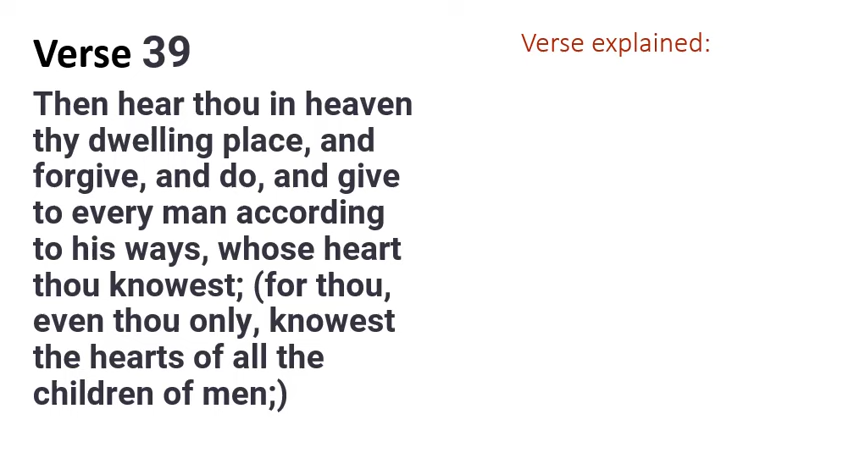 Verse 39
Then hear thou in heaven
thy dwelling place, and
forgive, and do, and give
to every man according
to his ways, whose heart
thou knowest; (for thou,
even thou only, knowest
the hearts of all the
children of men;)
Verse explained: